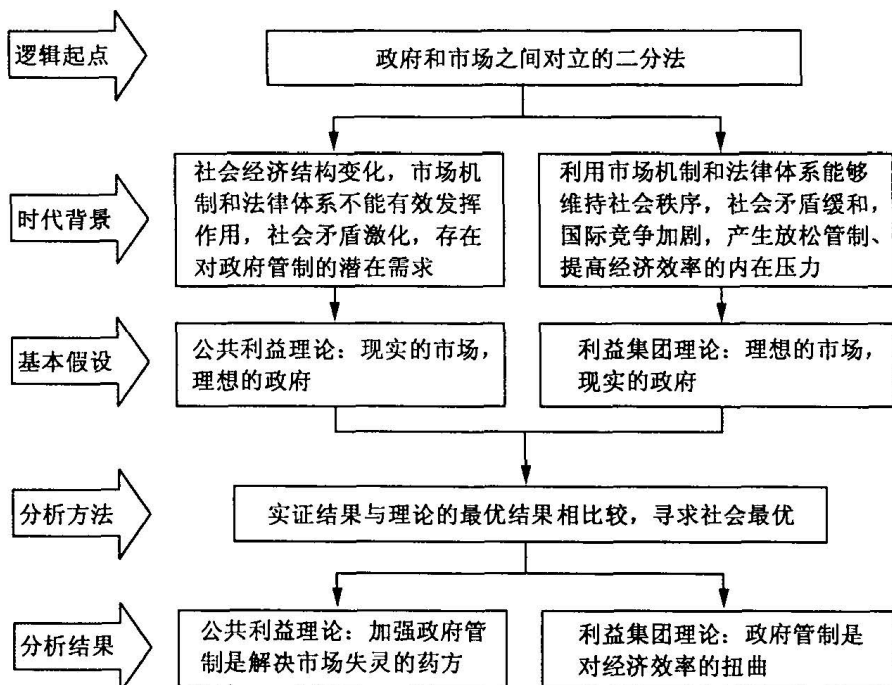 逻辑起点
政府和市场之间对立的二分法
时代背景
社会经济结构变化，市场机
制和法律体系不能有效发挥
作用，社会矛盾激化，存在
对政府管制的潜在需求
利用市场机制和法律体系能够
维持社会秩序，社会矛盾缓和，
国际竞争加剧，产生放松管制、
提高经济效率的内在压力
基本假设
公共利益理论：现实的市场，
理想的政府
利益集团理论：理想的市场，
现实的政府
分析方法
实证结果与理论的最优结果相比较，寻求社会最优
分析结果
公共利益理论：加强政府管
制是解决市场失灵的药方
利益集团理论：政府管制是
对经济效率的扭曲